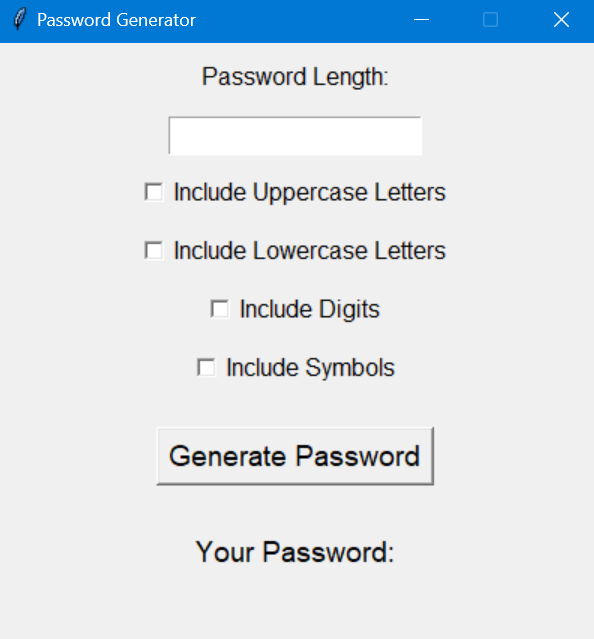 Password Generator
Password Length:
Include Uppercase Letters
Include Lowercase Letters
Include Digits
Include Symbols
Generate Password
Your Password: